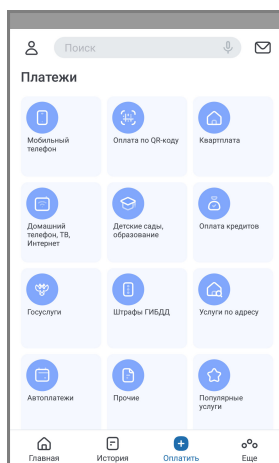 Поиск
Платежи
Мобильный
телефон
Оплата по QR-коду
Квартплата
Домашний
телефон, ТВ,
Интернет
Детские сады,
образование
Оплата кредитов
Госуслуги
Штрафы ГИБДД
Услуги по адресу
Автоплатежи
Прочие
Популярные
услуги
Главная
История
Оплатить
Еще